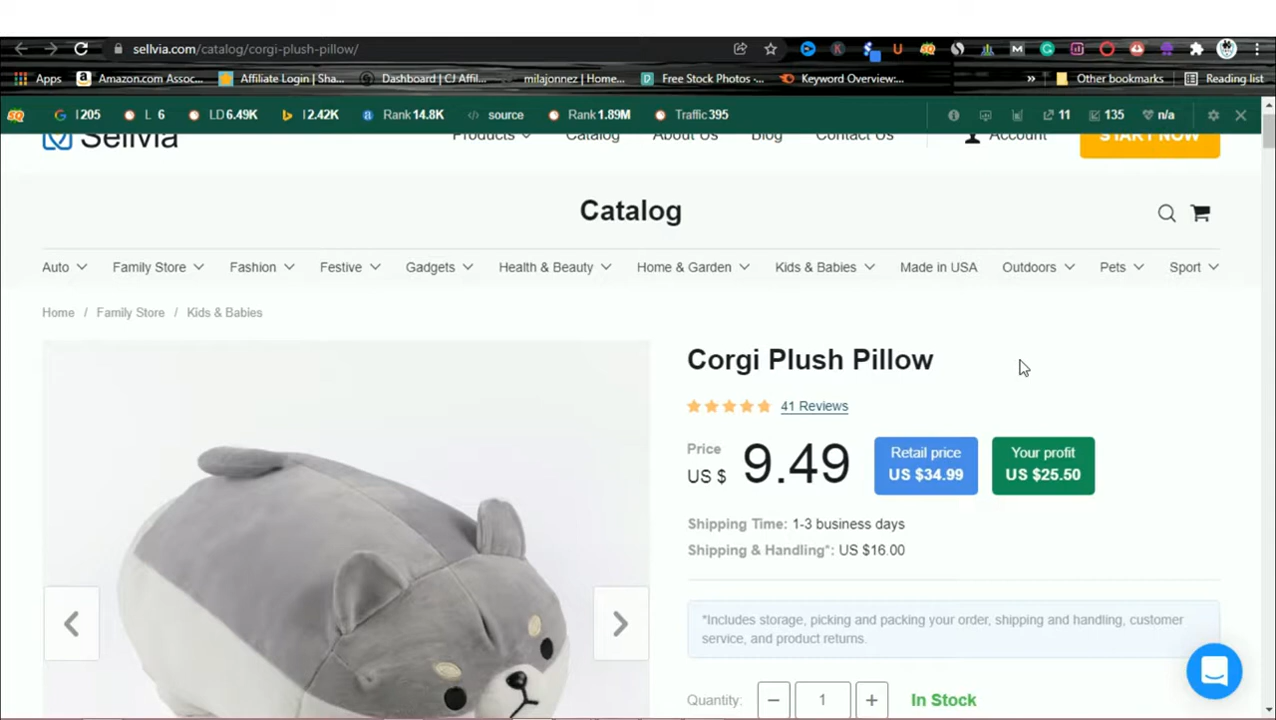 sellvia.com/catalog/corgi-plush-pillow/
Apps Amazon.com Assoc... Affiliate Login | Sha... Dashboard | CJ Affil... milajonnez | Home... Free Stock Photos -... Keyword Overview:... » Other bookmarks Reading list
I 205 L 6 LD 6.49K I 2.42K Rank 14.8K source Rank 1.89M Traffic 395 11 135 n/a
Sellvia Products Catalog About Us Blog Contact Us Account START NOW
Catalog
Auto Family Store Fashion Festive Gadgets Health & Beauty Home & Garden Kids & Babies Made in USA Outdoors Pets Sport
Home / Family Store / Kids & Babies
Corgi Plush Pillow
41 Reviews
Price
US $ 9.49
Retail price
US $34.99
Your profit
US $25.50
Shipping Time: 1-3 business days
Shipping & Handling*: US $16.00
*Includes storage, picking and packing your order, shipping and handling, customer
service, and product returns.
Quantity: − 1 + In Stock